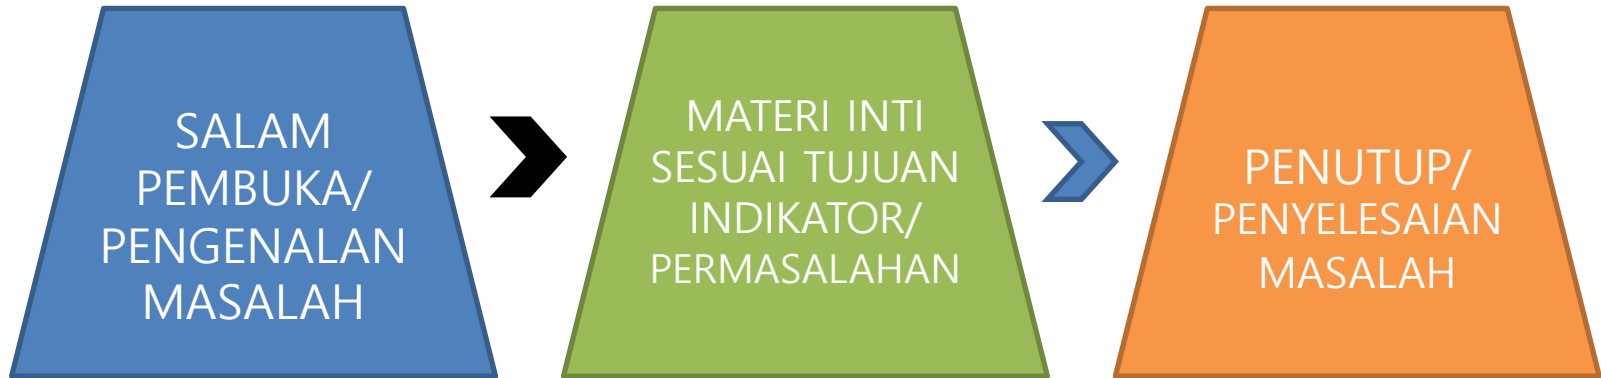 SALAM
PEMBUKA/
PENGENALAN
MASALAH
MATERI INTI
SESUAI TUJUAN
INDIKATOR/
PERMASALAHAN
PENUTUP/
PENYELESAIAN
MASALAH